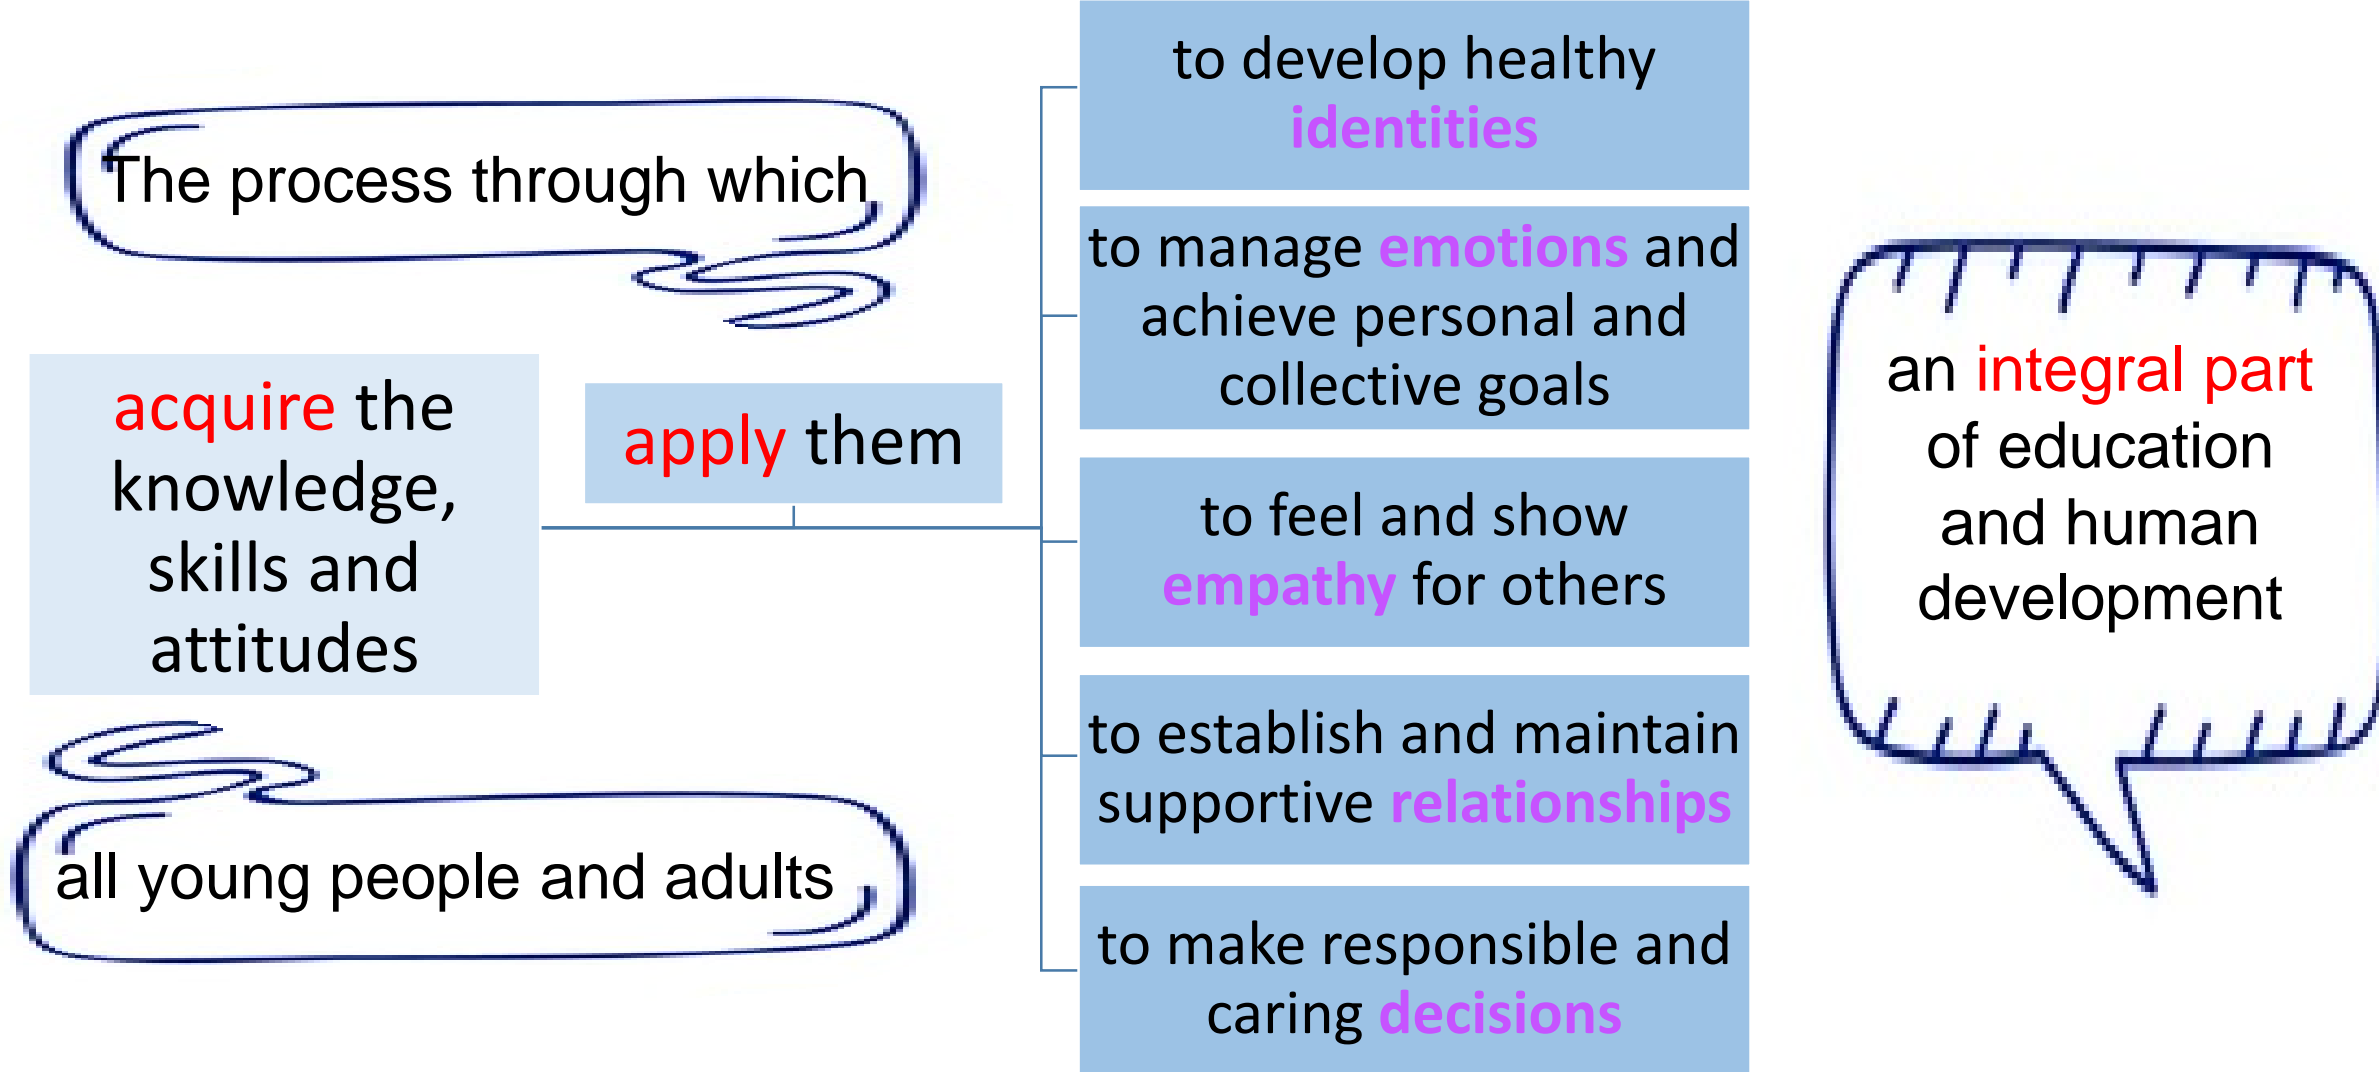 The process through which
acquire the
knowledge,
skills and
attitudes
all young people and adults
apply them
to develop healthy
identities
to manage emotions and
achieve personal and
collective goals
to feel and show
empathy for others
to establish and maintain
supportive relationships
to make responsible and
caring decisions
an integral part
of education
and human
development